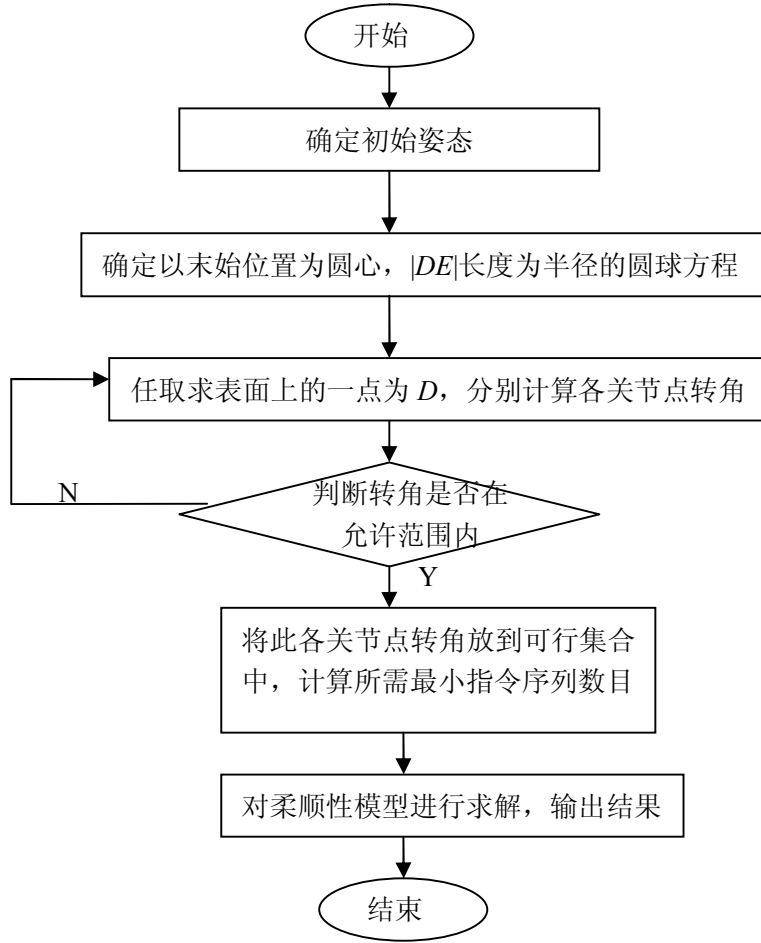 开始
确定初始姿态
确定以末始位置为圆心，|DE|长度为半径的圆球方程
任取求表面上的一点为 D，分别计算各关节点转角
N
判断转角是否在
允许范围内
Y
将此各关节点转角放到可行集合
中，计算所需最小指令序列数目
对柔顺性模型进行求解，输出结果
结束